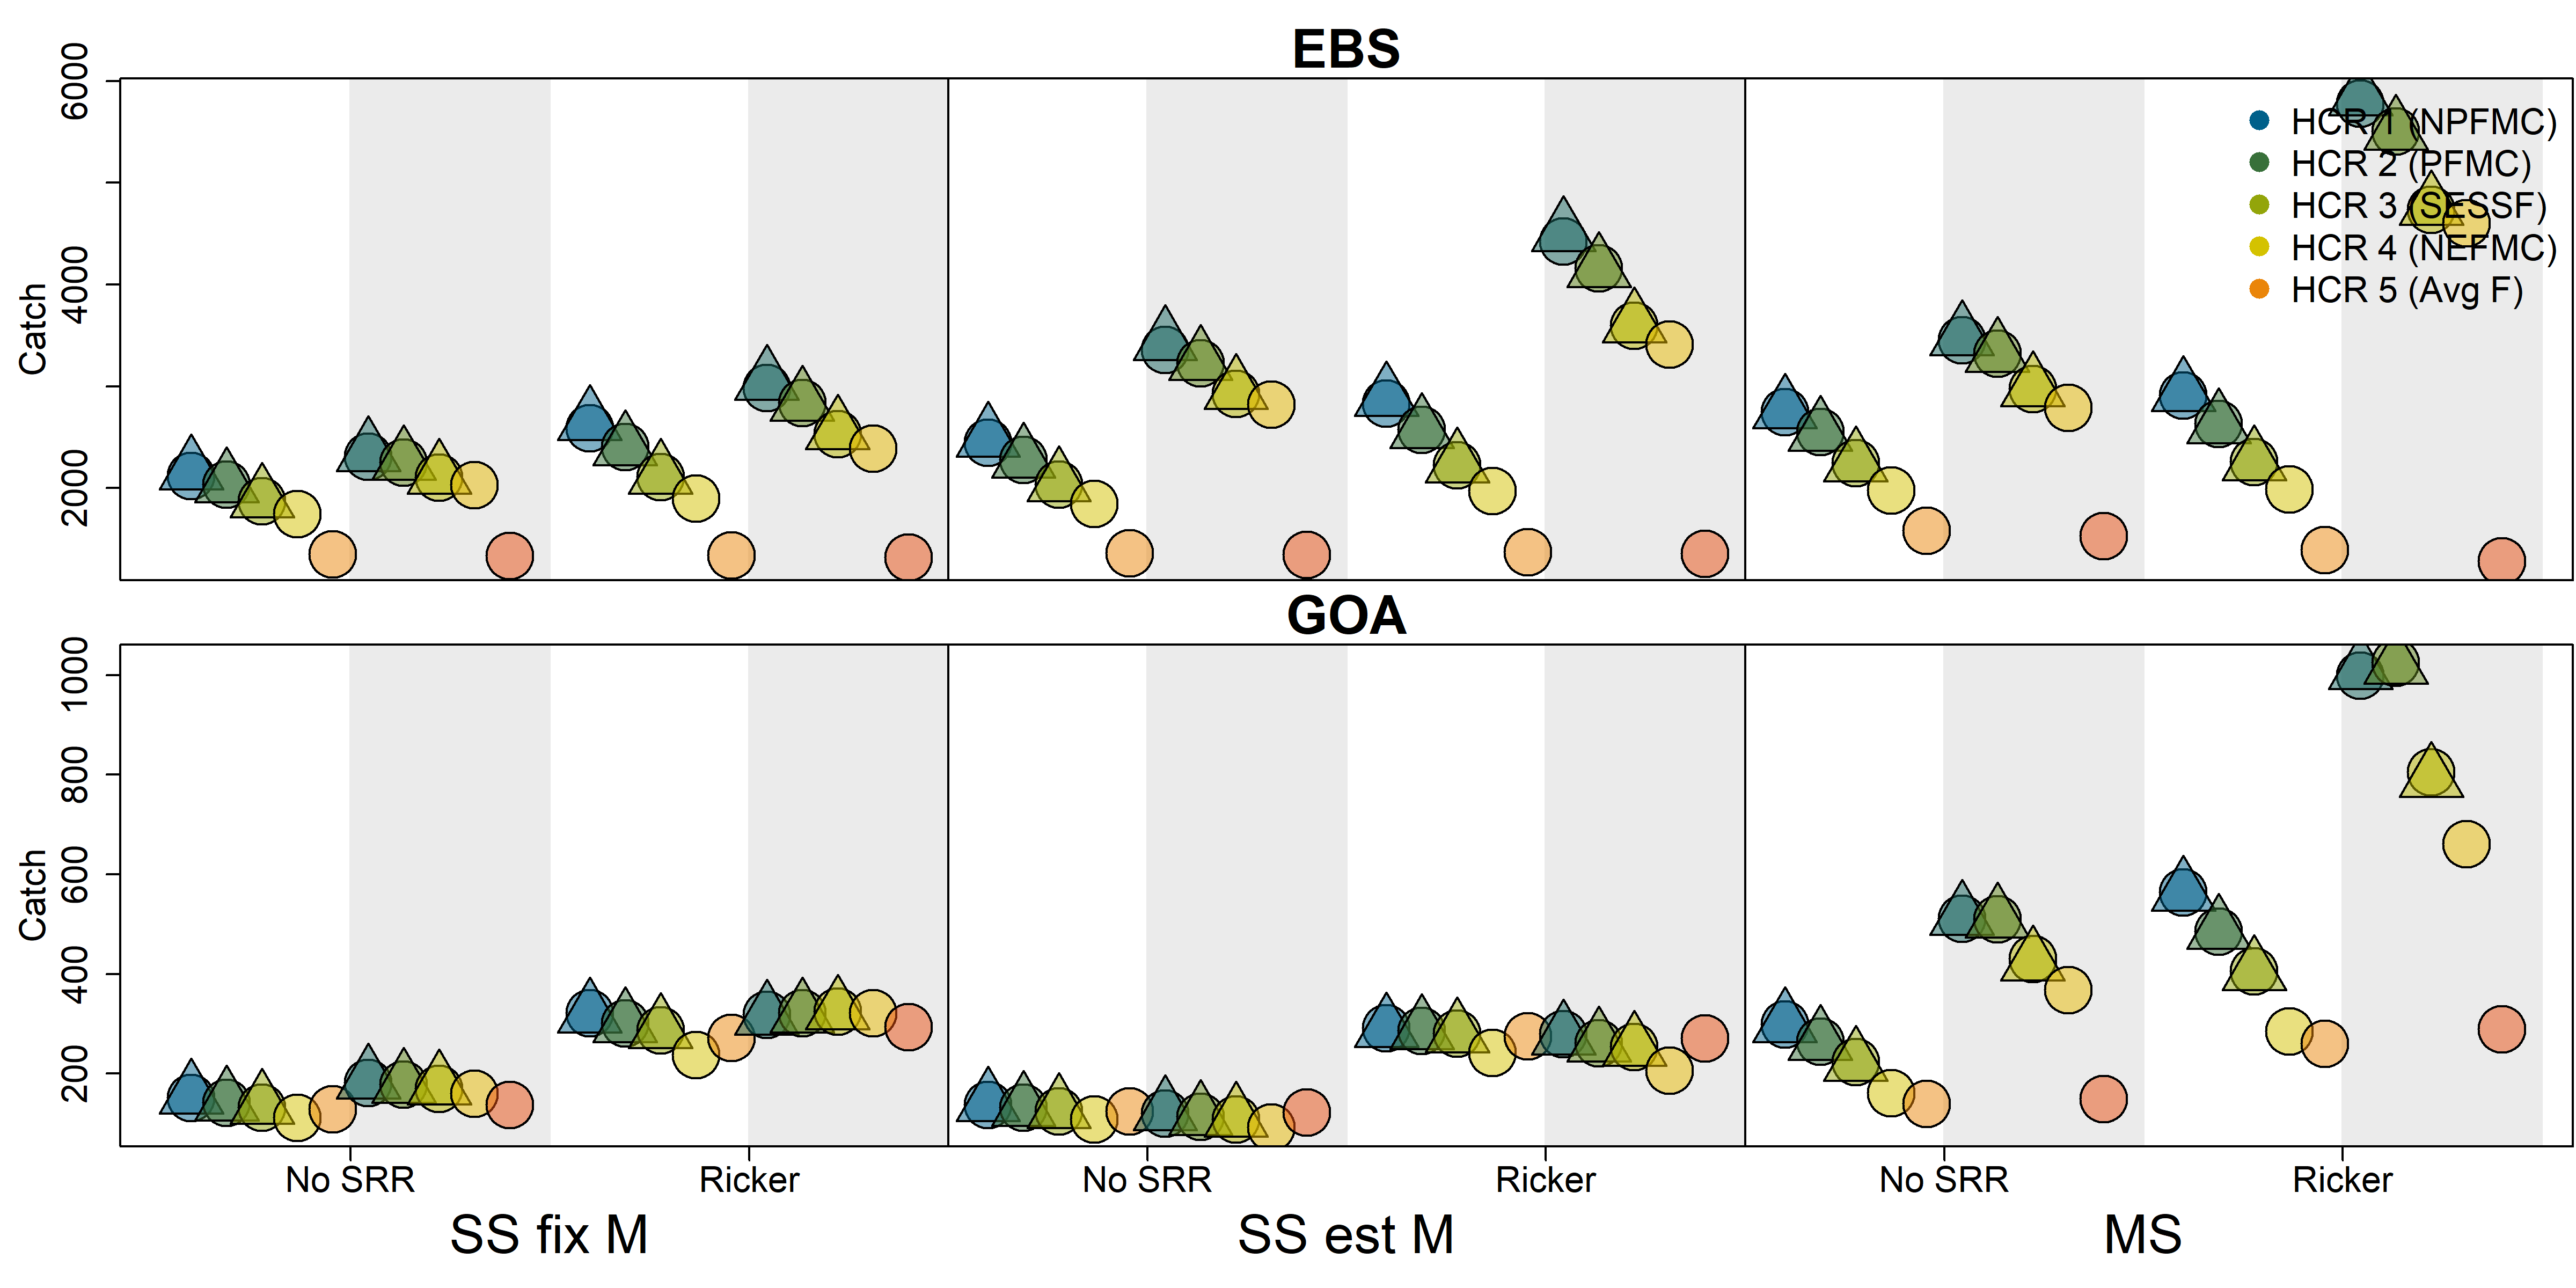 EBS
6000
4000
2000
Catch
HCR 1 (NPFMC)
HCR 2 (PFMC)
HCR 3 (SESSF)
HCR 4 (NEFMC)
HCR 5 (Avg F)
GOA
1000
800
600
400
200
Catch
No SRR Ricker No SRR Ricker No SRR Ricker
SS fix M SS est M MS